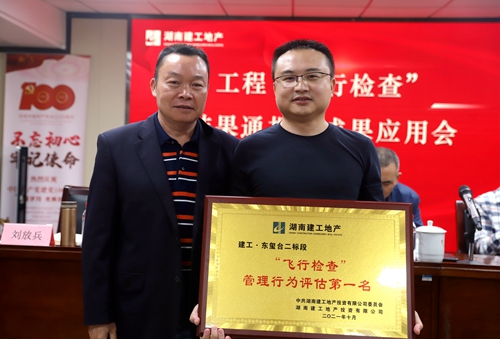 湖南建工地产
工程
飞行检查”
果通
成果应用会
100
不忘初心
牢记使命
刘放兵
湖南建工地产
建工·东玺台二标段
“飞行检查”
管理行为评估第一名
中共湖南建工地产投资有限公司委员会
湖南建工地产投资有限公司
二〇二一年十月